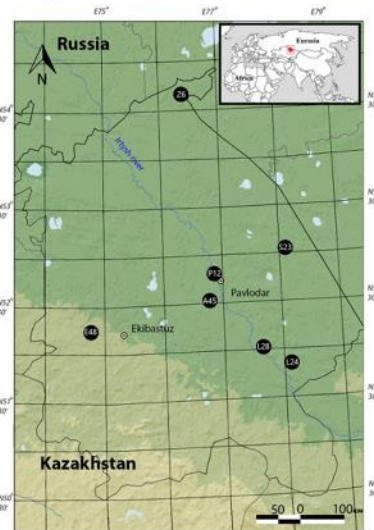 E75° E77° E79°
Russia
Eurasia
Africa
N
Z6
N54
30'
Irtysh river
N53
30'
S23
P12
Pavlodar
A45
N52
30'
E48
Ekibastuz
L28
L24
N51
30'
Kazakhstan
50 0 100 km
N50
30'